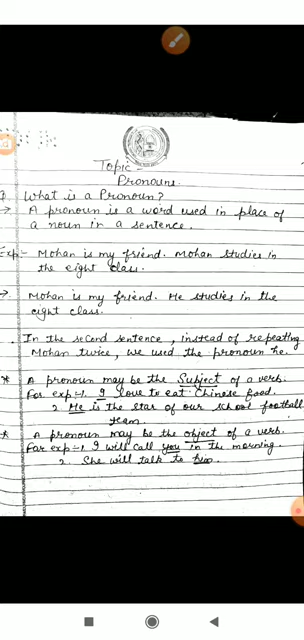 Topic -
Pronouns.
Q What is a Pronoun?
→ A pronoun is a word used in place
of a noun in a sentence.
Exp:- Mohan is my friend. Mohan studies in
the eight class.
→. Mohan is my friend. He studies in the
eight class.
. In the second sentence, instead of repeating
Mohan twice, we used the pronoun he.
* A pronoun may be the Subject of a verb.
For exp:-1. I love to eat Chinese food.
2. He is the star of our school football
team.
* A pronoun may be the object of a verb.
For exp:-1. I will call you in the morning.
2. She will talk to him.